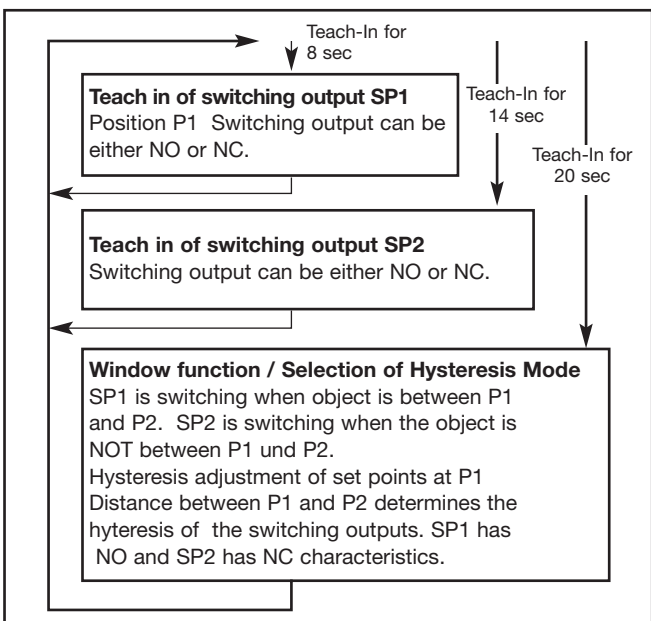 Teach-In for
8 sec
Teach in of switching output SP1
Position P1 Switching output can be
either NO or NC.
Teach-In for
14 sec
Teach-In for
20 sec
Teach in of switching output SP2
Switching output can be either NO or NC.
Window function / Selection of Hysteresis Mode
SP1 is switching when object is between P1
and P2. SP2 is switching when the object is
NOT between P1 und P2.
Hysteresis adjustment of set points at P1
Distance between P1 and P2 determines the
hyteresis of the switching outputs. SP1 has
NO and SP2 has NC characteristics.